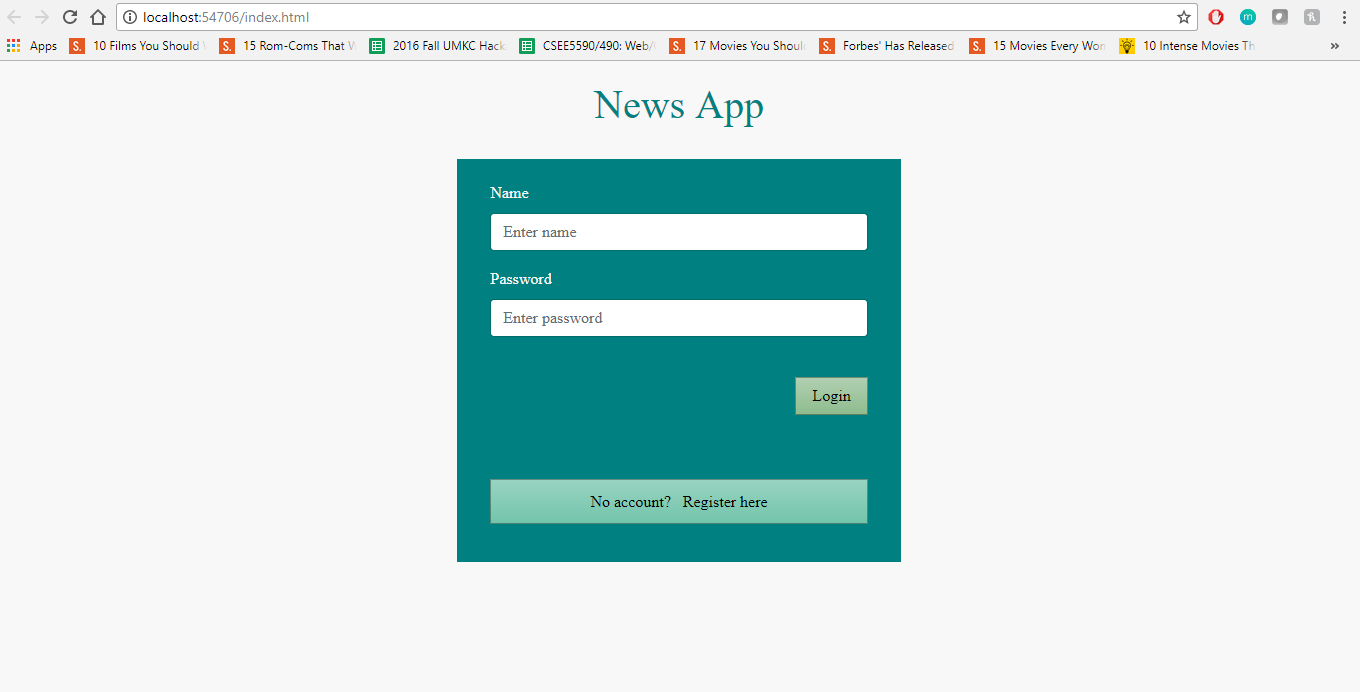 localhost:54706/index.html
Apps S. 10 Films You Should S. 15 Rom-Coms That 2016 Fall UMKC Hack CSEE5590/490: Web/ S. 17 Movies You Shoul S. Forbes' Has Released S. 15 Movies Every Wor 10 Intense Movies Th »
News App
Name
Enter name
Password
Enter password
Login
No account? Register here